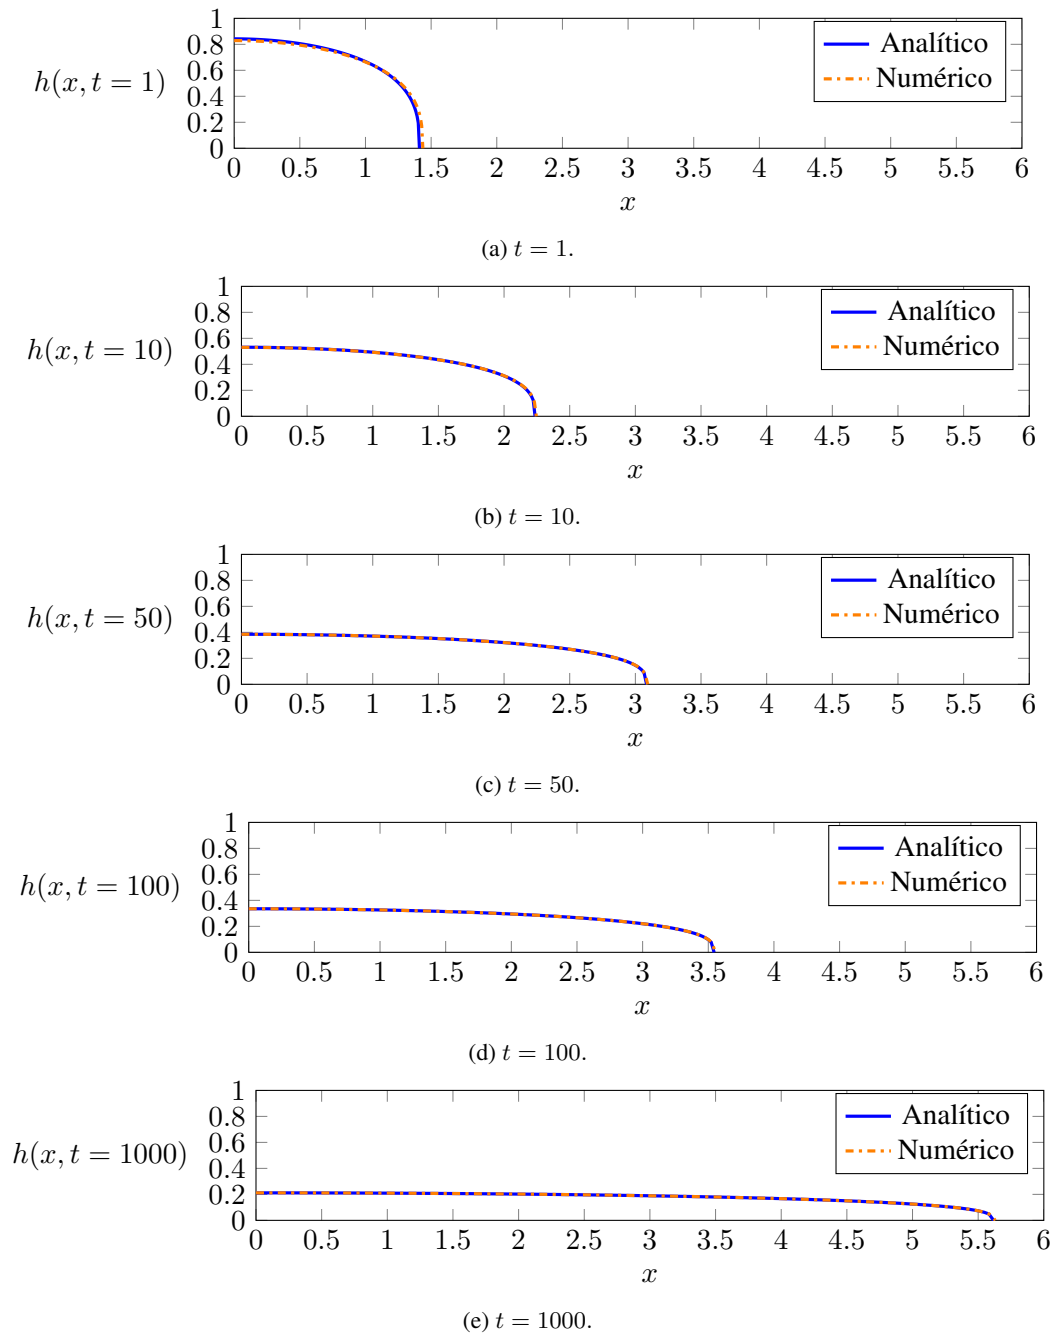 1
0.8
0.6
0.4
0.2
0
h(x, t = 1)
Analítico
Numérico
0 0.5 1 1.5 2 2.5 3 3.5 4 4.5 5 5.5 6
x
(a) t = 1.
1
0.8
0.6
0.4
0.2
0
h(x, t = 10)
Analítico
Numérico
0 0.5 1 1.5 2 2.5 3 3.5 4 4.5 5 5.5 6
x
(b) t = 10.
1
0.8
0.6
0.4
0.2
0
h(x, t = 50)
Analítico
Numérico
0 0.5 1 1.5 2 2.5 3 3.5 4 4.5 5 5.5 6
x
(c) t = 50.
1
0.8
0.6
0.4
0.2
0
h(x, t = 100)
Analítico
Numérico
0 0.5 1 1.5 2 2.5 3 3.5 4 4.5 5 5.5 6
x
(d) t = 100.
1
0.8
0.6
0.4
0.2
0
h(x, t = 1000)
Analítico
Numérico
0 0.5 1 1.5 2 2.5 3 3.5 4 4.5 5 5.5 6
x
(e) t = 1000.